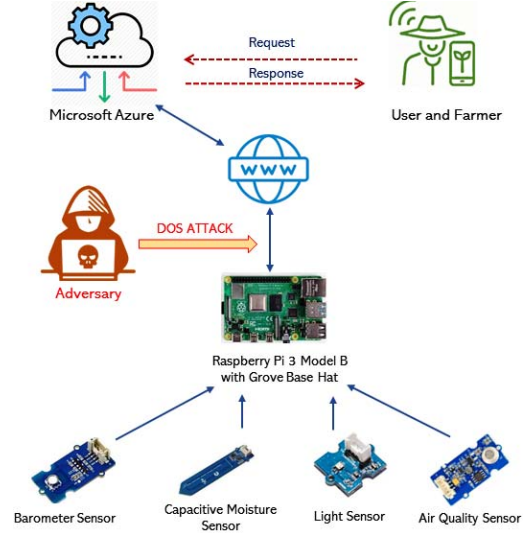 Request
Response
Microsoft Azure
User and Farmer
WWW
DOS ATTACK
Adversary
Raspberry Pi 3 Model B
with Grove Base Hat
Barometer Sensor
Capacitive Moisture
Sensor
Light Sensor
Air Quality Sensor